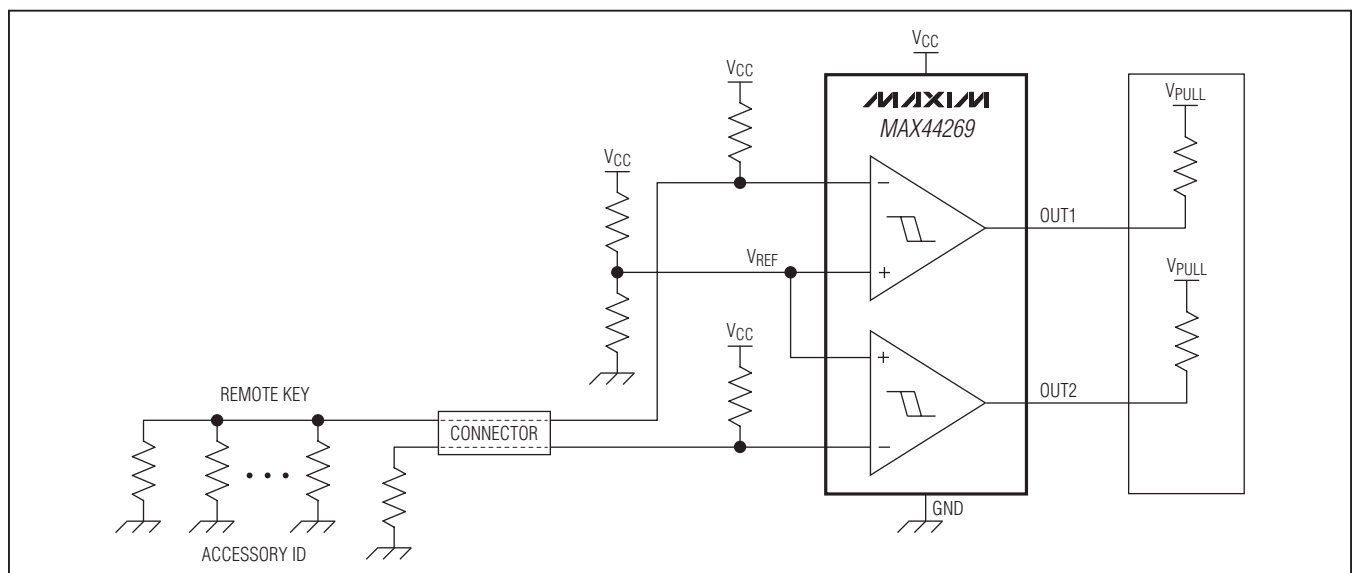 VCC
VCC
MAXIM
MAX44269
VPULL
VCC
−
OUT1
VREF
+
VPULL
VCC
+
REMOTE KEY
OUT2
CONNECTOR
−
GND
ACCESSORY ID